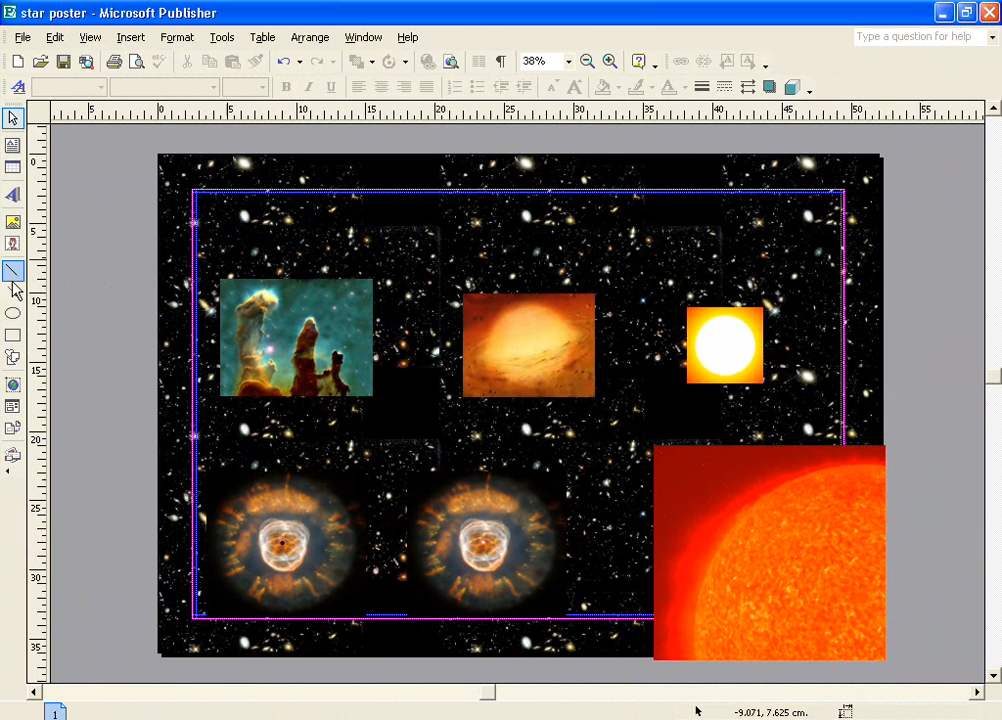 star poster - Microsoft Publisher
File Edit View Insert Format Tools Table Arrange Window Help Type a question for help
38%
5 0 5 10 15 20 25 30 35 40 45 50 55
0
5
10
15
20
25
30
35
1 -9.071, 7.625 cm.